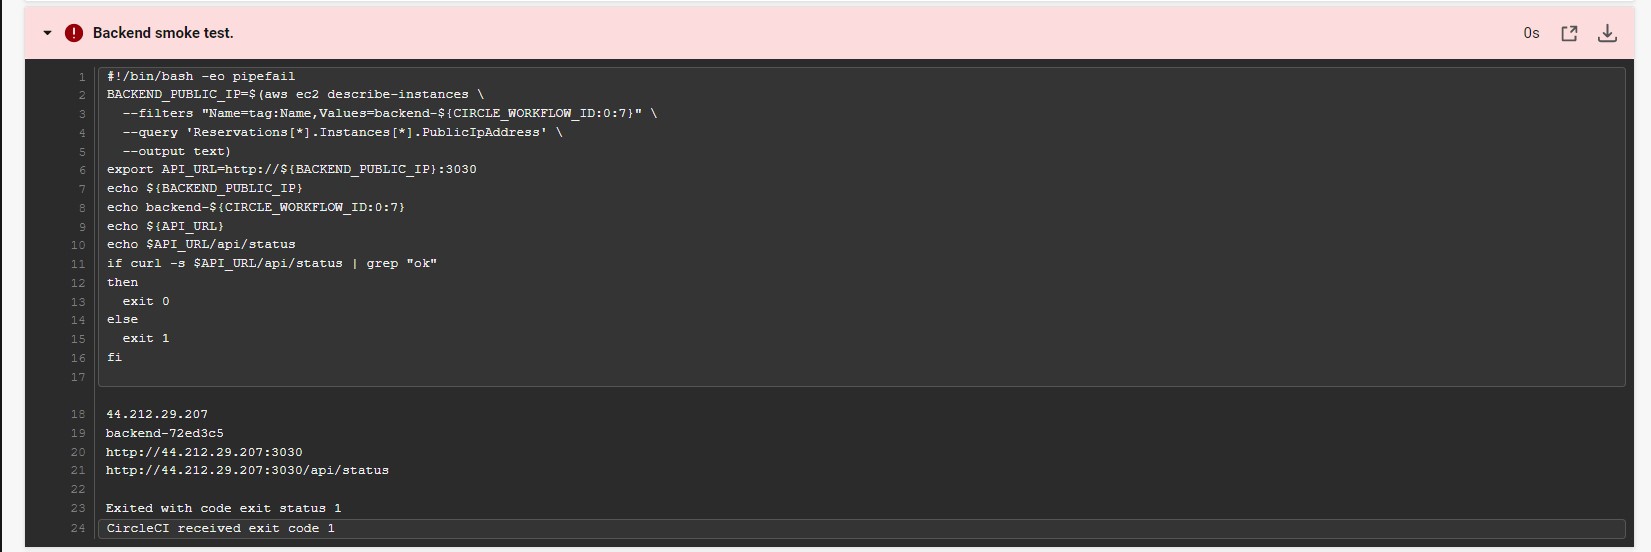 Backend smoke test.
0s
1 #!/bin/bash -eo pipefail
2 BACKEND_PUBLIC_IP=$(aws ec2 describe-instances \
3   --filters "Name=tag:Name,Values=backend-${CIRCLE_WORKFLOW_ID:0:7}" \
4   --query 'Reservations[*].Instances[*].PublicIpAddress' \
5   --output text)
6 export API_URL=http://${BACKEND_PUBLIC_IP}:3030
7 echo ${BACKEND_PUBLIC_IP}
8 echo backend-${CIRCLE_WORKFLOW_ID:0:7}
9 echo ${API_URL}
10 echo $API_URL/api/status
11 if curl -s $API_URL/api/status | grep "ok"
12 then
13   exit 0
14 else
15   exit 1
16 fi
17
18 44.212.29.207
19 backend-72ed3c5
20 http://44.212.29.207:3030
21 http://44.212.29.207:3030/api/status
22
23 Exited with code exit status 1
24 CircleCI received exit code 1